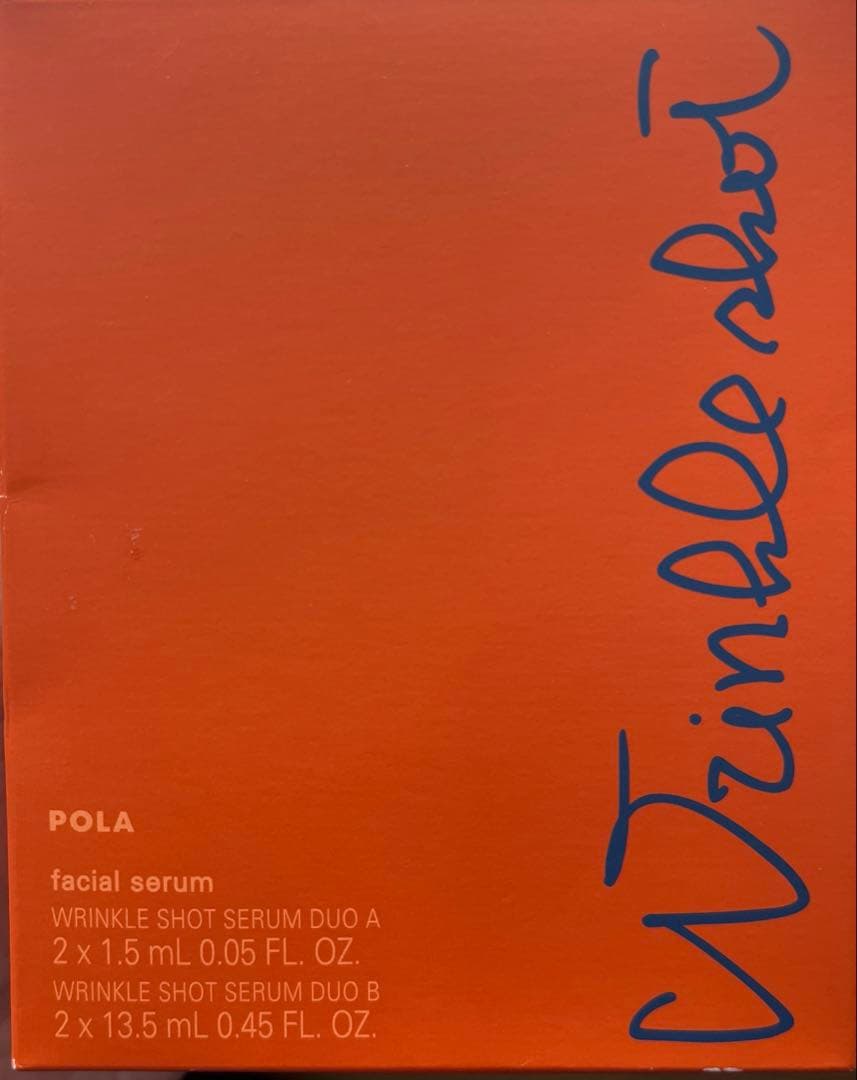 Wrinkle shot
POLA
facial serum
WRINKLE SHOT SERUM DUO A
2 x 1.5 mL 0.05 FL. OZ.
WRINKLE SHOT SERUM DUO B
2 x 13.5 mL 0.45 FL. OZ.